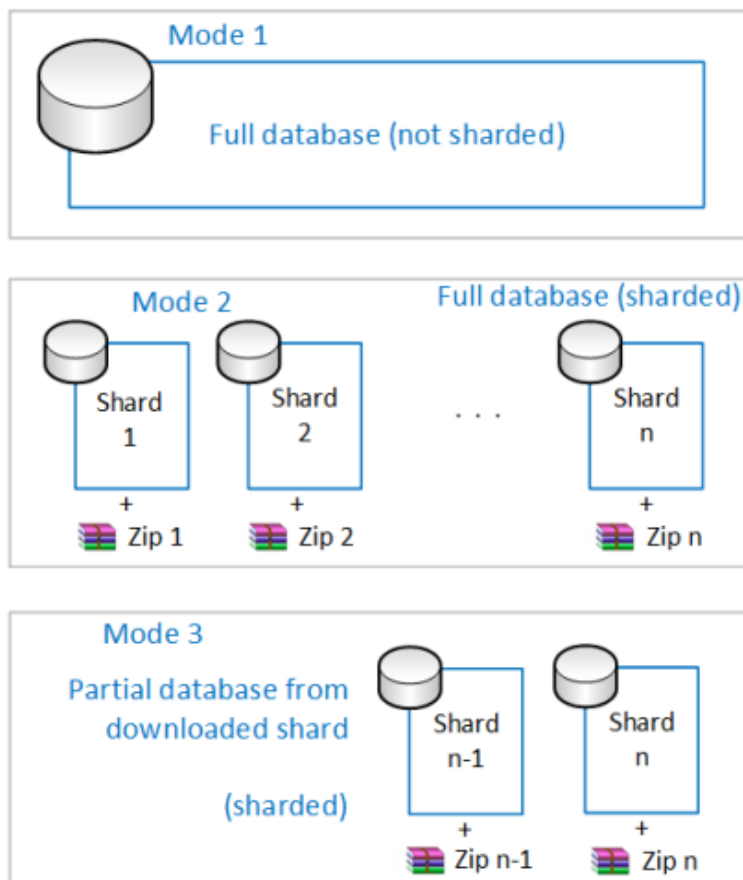 Mode 1
Full database (not sharded)
Mode 2
Full database (sharded)
Shard
1
+
Zip 1
Shard
2
+
Zip 2
. . .
Shard
n
+
Zip n
Mode 3
Partial database from
downloaded shard
(sharded)
Shard
n-1
+
Zip n-1
Shard
n
+
Zip n